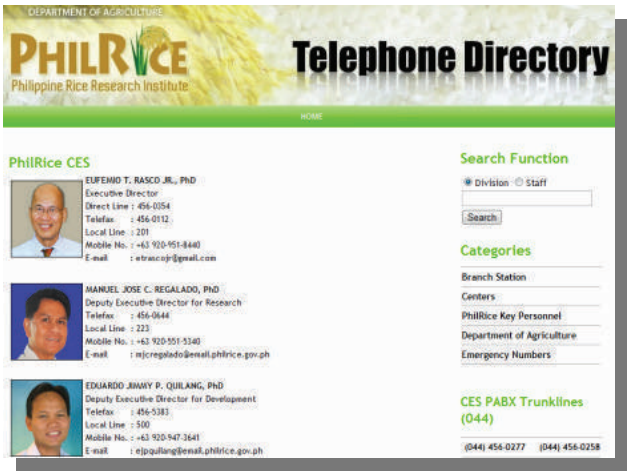 DEPARTMENT OF AGRICULTURE
PHILRICE
Philippine Rice Research Institute
Telephone Directory
HOME
PhilRice CES
EUFEMIO T. RASCO JR., PhD
Executive Director
Direct Line : 456-0354
Telefax : 456-0112
Local Line : 201
Mobile No. : +63 920-951-8440
E-mail : etrascojr@gmail.com
MANUEL JOSE C. REGALADO, PhD
Deputy Executive Director for Research
Telefax : 456-0644
Local Line : 223
Mobile No. : +63 920-551-5340
E-mail : mjcregalado@email.philrice.gov.ph
EDUARDO JIMMY P. QUILANG, PhD
Deputy Executive Director for Development
Telefax : 456-5383
Local Line : 500
Mobile No. : +63 920-947-3641
E-mail : ejpquilang@email.philrice.gov.ph
Search Function
Division Staff
Search
Categories
Branch Station
Centers
PhilRice Key Personnel
Department of Agriculture
Emergency Numbers
CES PABX Trunklines
(044)
(044) 456-0277 (044) 456-0258